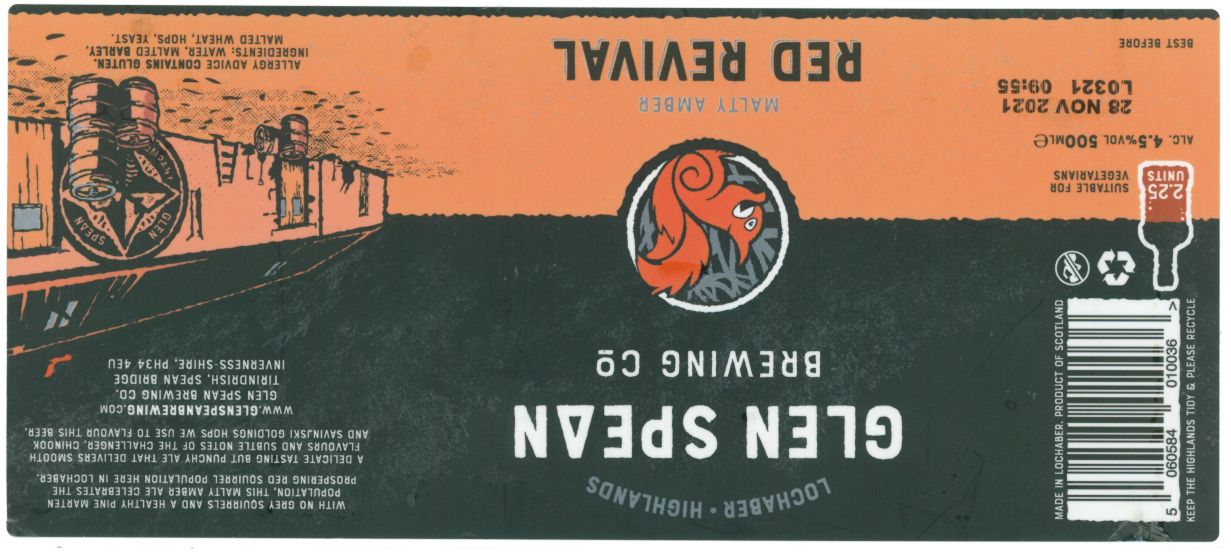 LOCHABER • HIGHLANDS
GLEN SPEAN
BREWING CO
MALTY AMBER
RED REVIVAL
WITH NO GREY SQUIRRELS AND A HEALTHY PINE MARTEN
POPULATION, THIS MALTY AMBER ALE CELEBRATES THE
PROSPERING RED SQUIRREL POPULATION HERE IN LOCHABER.
A DELICATE TASTING BUT PUNCHY ALE THAT DELIVERS SMOOTH
FLAVOURS AND SUBTLE NOTES OF THE CHALLENGER, CHINOOK
AND SAVINJSKI GOLDINGS HOPS WE USE TO FLAVOUR THIS BEER.
WWW.GLENSPEANBREWING.COM
GLEN SPEAN BREWING CO.
TIRINDRISH, SPEAN BRIDGE
INVERNESS-SHIRE, PH34 4EU
GLEN
SPEAN
COMPANY
ALLERGY ADVICE CONTAINS GLUTEN.
INGREDIENTS: WATER, MALTED BARLEY,
MALTED WHEAT, HOPS, YEAST.
MADE IN LOCHABER. PRODUCT OF SCOTLAND
5 060584 010036 >
KEEP THE HIGHLANDS TIDY & PLEASE RECYCLE
2.25
UNITS
SUITABLE FOR
VEGETARIANS
ALC. 4.5%VOL 500ML℮
28 NOV 2021
L0321 09:55
BEST BEFORE